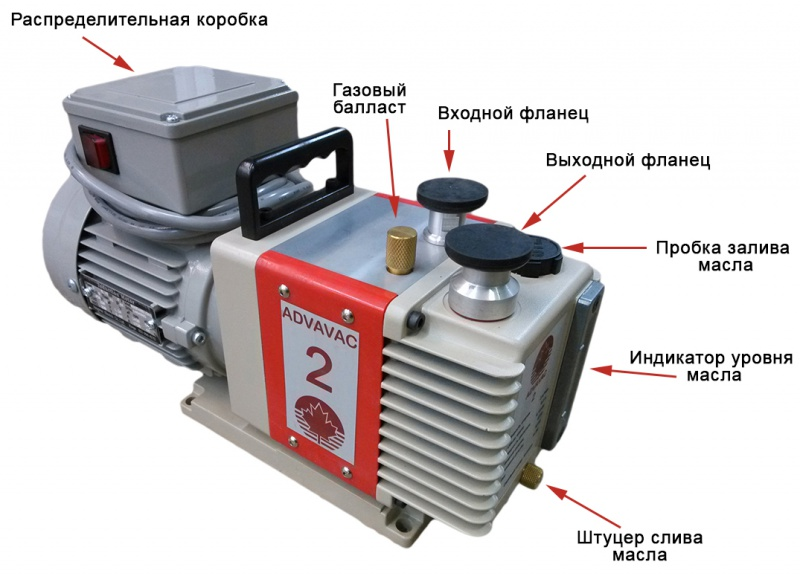 Распределительная коробка
Газовый
балласт
Входной фланец
Выходной фланец
Пробка залива
масла
ADVAVAC
2
Индикатор уровня
масла
Штуцер слива
масла